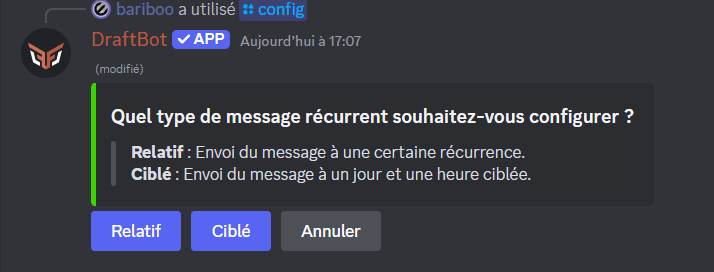 bariboo a utilisé config
DraftBot APP Aujourd'hui à 17:07
(modifié)
Quel type de message récurrent souhaitez-vous configurer ?
Relatif : Envoi du message à une certaine récurrence.
Ciblé : Envoi du message à un jour et une heure ciblée.
Relatif Ciblé Annuler